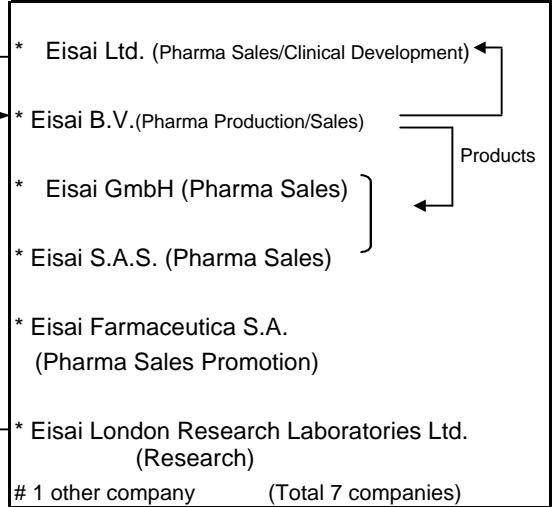 * Eisai Ltd. (Pharma Sales/Clinical Development)
* Eisai B.V.(Pharma Production/Sales)
Products
* Eisai GmbH (Pharma Sales)
* Eisai S.A.S. (Pharma Sales)
* Eisai Farmaceutica S.A.
(Pharma Sales Promotion)
* Eisai London Research Laboratories Ltd.
(Research)
# 1 other company (Total 7 companies)